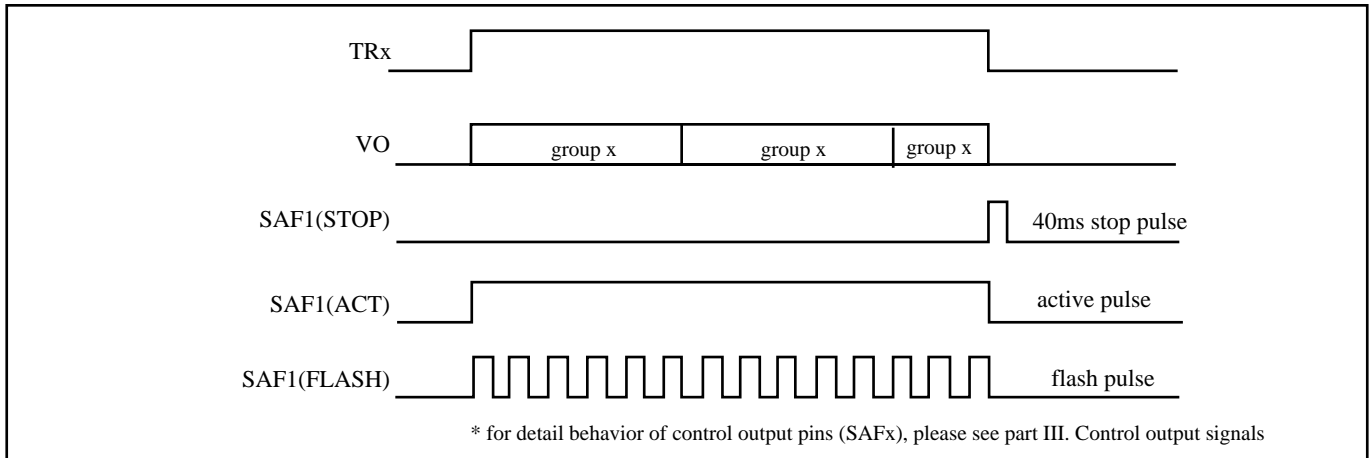 TRx
VO
group x group x group x
SAF1(STOP)
40ms stop pulse
SAF1(ACT)
active pulse
SAF1(FLASH)
flash pulse
* for detail behavior of control output pins (SAFx), please see part III. Control output signals